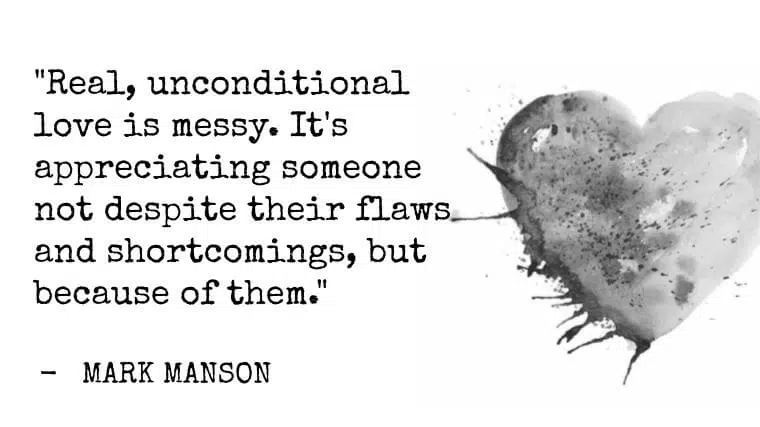 "Real, unconditional
love is messy. It's
appreciating someone
not despite their flaws
and shortcomings, but
because of them."
- MARK MANSON